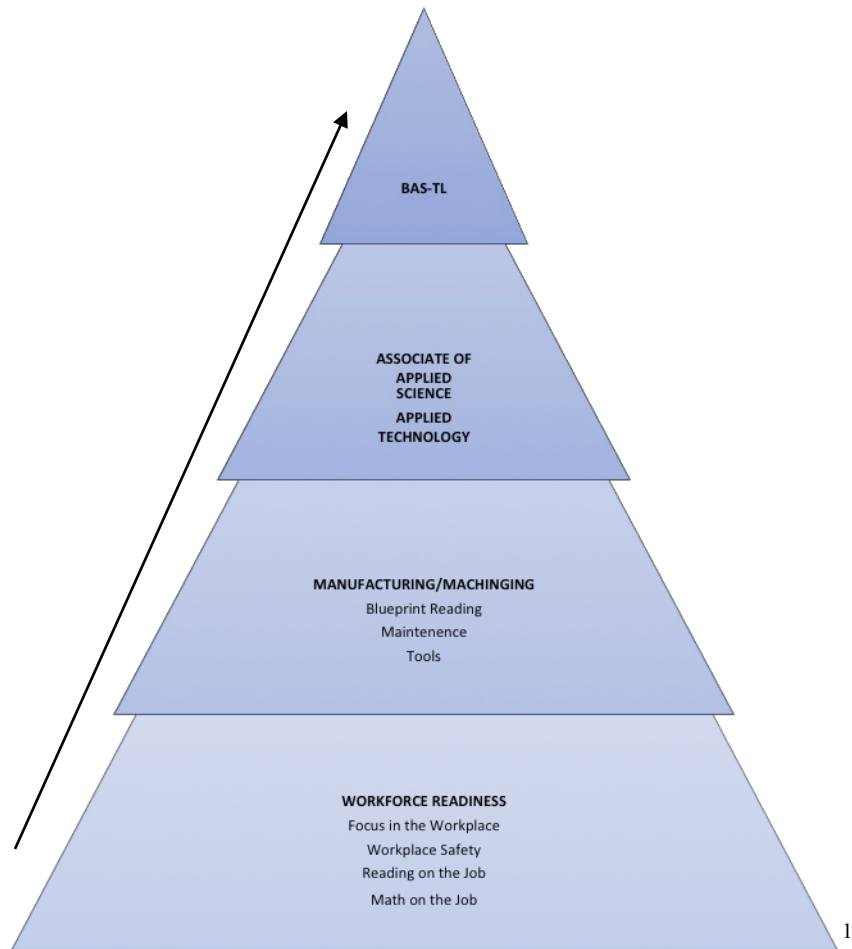 BAS-TL
ASSOCIATE OF
APPLIED
SCIENCE
APPLIED
TECHNOLOGY
MANUFACTURING/MACHINGING
Blueprint Reading
Maintenence
Tools
WORKFORCE READINESS
Focus in the Workplace
Workplace Safety
Reading on the Job
Math on the Job
1